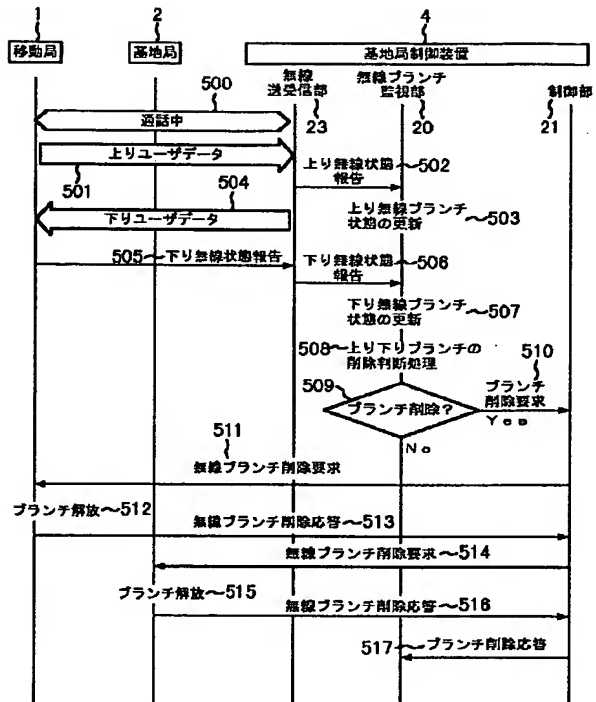 1
2
4
移動局
基地局
基地局制御装置
500
無線
送受信部
無線ブランチ
監視部
制御部
通話中
23
20
21
上りユーザデータ
501
上り無線状態
報告
502
504
下りユーザデータ
上り無線ブランチ
状態の更新
503
505
下り無線状態報告
下り無線状態
報告
506
下り無線ブランチ
状態の更新
507
508
上り下りブランチの
削除判断処理
510
509
ブランチ削除?
ブランチ
削除要求
Yes
No
511
無線ブランチ削除要求
ブランチ解放
512
無線ブランチ削除応答
513
無線ブランチ削除要求
514
ブランチ解放
515
無線ブランチ削除応答
516
517
ブランチ削除応答